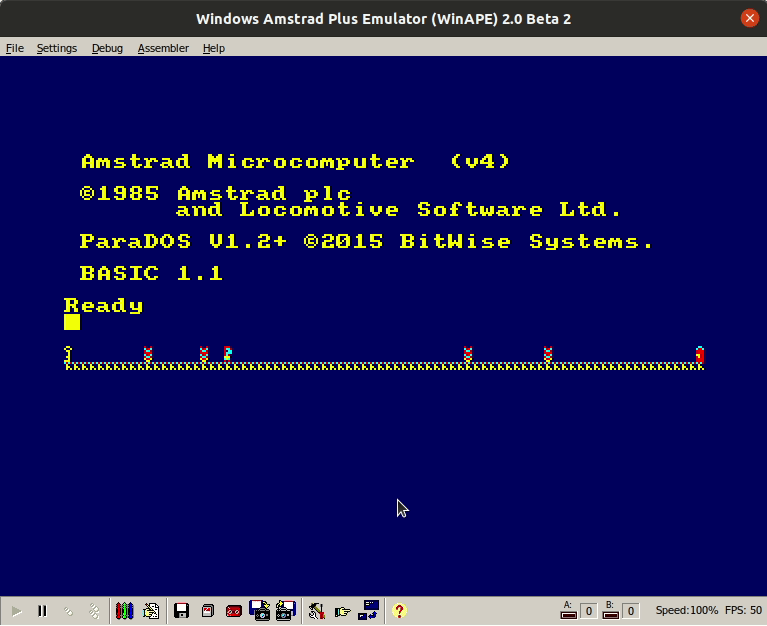 Windows Amstrad Plus Emulator (WinAPE) 2.0 Beta 2
File Settings Debug Assembler Help
Amstrad Microcomputer (v4)
©1985 Amstrad plc
and Locomotive Software Ltd.
ParaDOS V1.2+ ©2015 BitWise Systems.
BASIC 1.1
Ready
A: 0 B: 0 Speed:100% FPS: 50